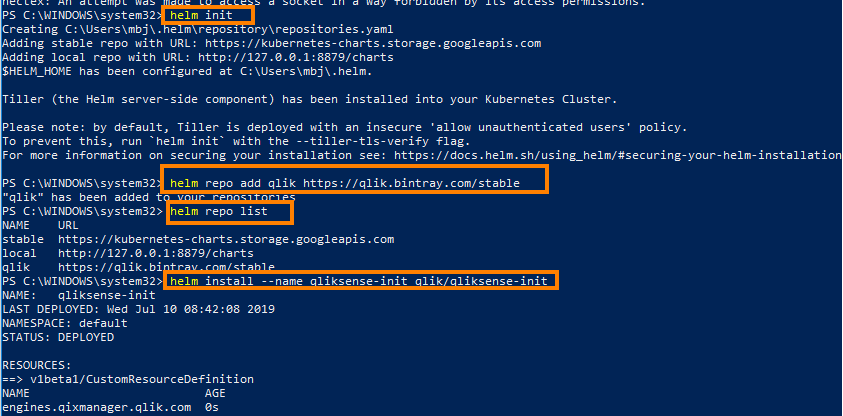 nectex: An attempt was made to access a socket in a way forbidden by its access permissions.
PS C:\WINDOWS\system32> helm init
Creating C:\Users\mbj\.helm\repository\repositories.yaml
Adding stable repo with URL: https://kubernetes-charts.storage.googleapis.com
Adding local repo with URL: http://127.0.0.1:8879/charts
$HELM_HOME has been configured at C:\Users\mbj\.helm.
Tiller (the Helm server-side component) has been installed into your Kubernetes Cluster.
Please note: by default, Tiller is deployed with an insecure 'allow unauthenticated users' policy.
To prevent this, run `helm init` with the --tiller-tls-verify flag.
For more information on securing your installation see: https://docs.helm.sh/using_helm/#securing-your-helm-installation
PS C:\WINDOWS\system32> helm repo add qlik https://qlik.bintray.com/stable
"qlik" has been added to your repositories
PS C:\WINDOWS\system32> helm repo list
NAME URL
stable https://kubernetes-charts.storage.googleapis.com
local http://127.0.0.1:8879/charts
qlik https://qlik.bintray.com/stable
PS C:\WINDOWS\system32> helm install --name qliksense-init qlik/qliksense-init
NAME: qliksense-init
LAST DEPLOYED: Wed Jul 10 08:42:08 2019
NAMESPACE: default
STATUS: DEPLOYED
RESOURCES:
==> v1beta1/CustomResourceDefinition
NAME AGE
engines.qixmanager.qlik.com 0s